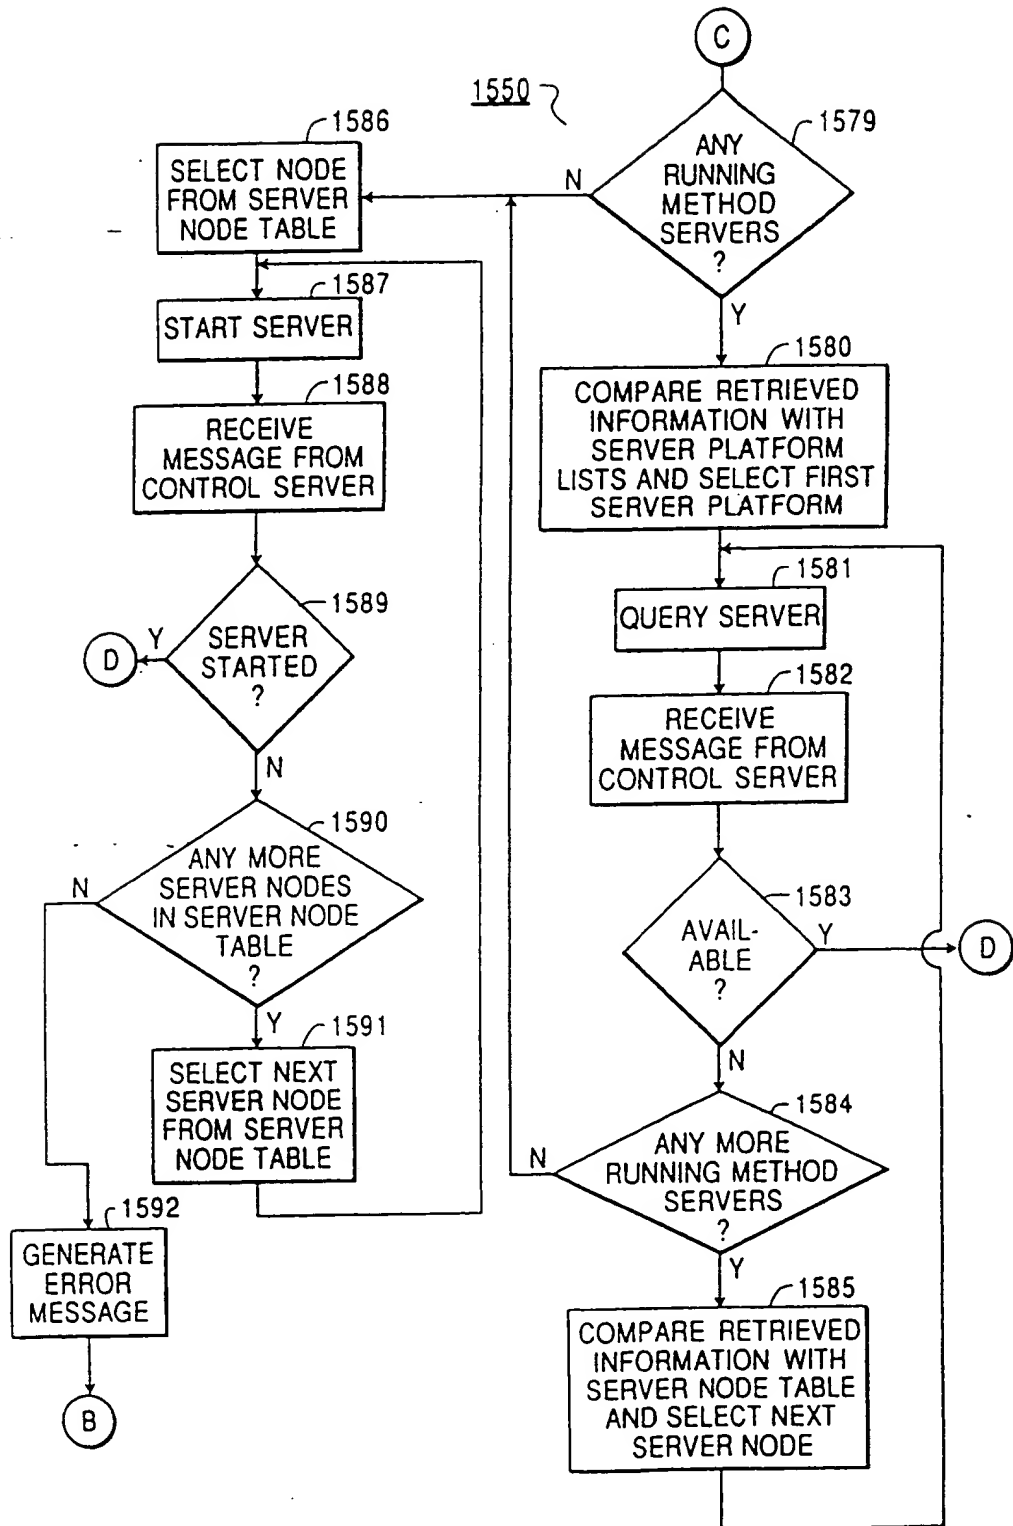 C
1550
1579
ANY
RUNNING
METHOD
SERVERS
?
N
Y
1586
SELECT NODE
FROM SERVER
NODE TABLE
1587
START SERVER
1588
RECEIVE
MESSAGE FROM
CONTROL SERVER
1589
SERVER
STARTED
?
Y
D
N
1590
ANY MORE
SERVER NODES
IN SERVER NODE
TABLE
?
N
Y
1591
SELECT NEXT
SERVER NODE
FROM SERVER
NODE TABLE
1592
GENERATE
ERROR
MESSAGE
B
1580
COMPARE RETRIEVED
INFORMATION WITH
SERVER PLATFORM
LISTS AND SELECT FIRST
SERVER PLATFORM
1581
QUERY SERVER
1582
RECEIVE
MESSAGE FROM
CONTROL SERVER
1583
AVAIL-
ABLE
?
Y
D
N
1584
ANY MORE
RUNNING METHOD
SERVERS
?
N
Y
1585
COMPARE RETRIEVED
INFORMATION WITH
SERVER NODE TABLE
AND SELECT NEXT
SERVER NODE